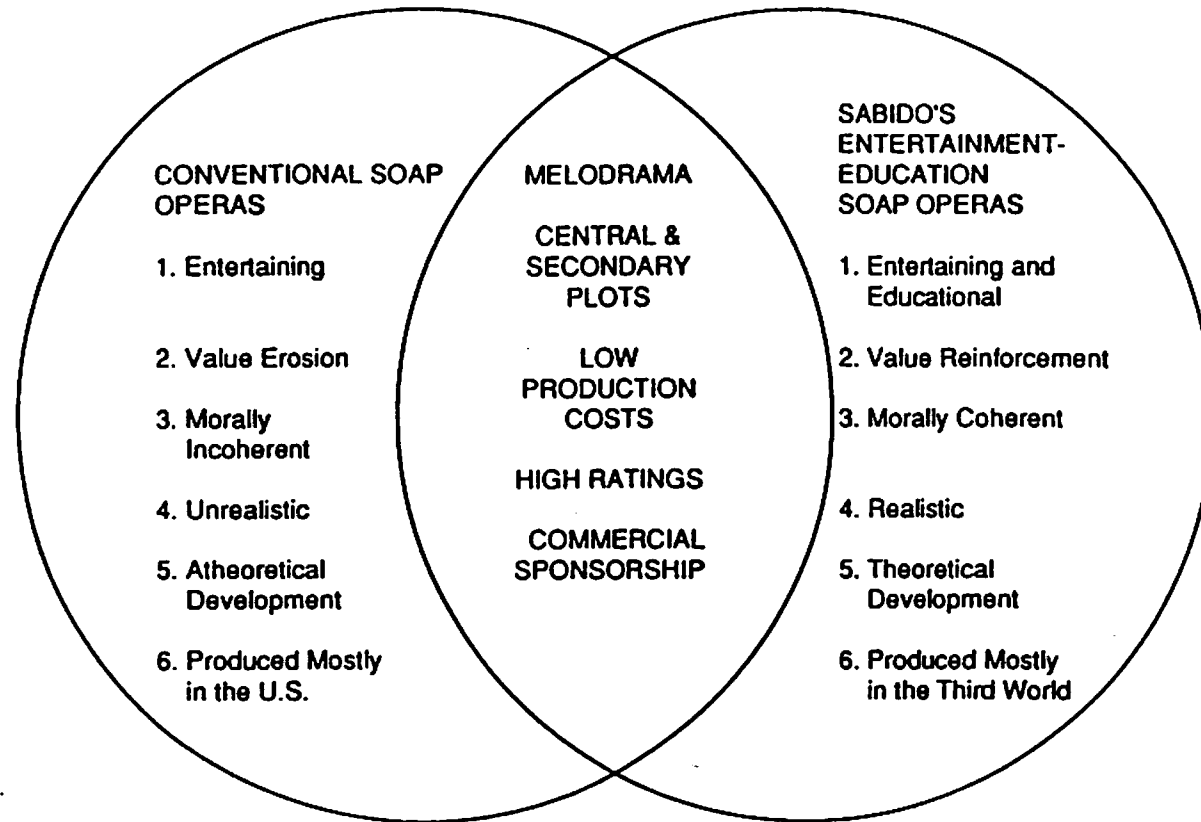 CONVENTIONAL SOAP
OPERAS
1. Entertaining
2. Value Erosion
3. Morally
Incoherent
4. Unrealistic
5. Atheoretical
Development
6. Produced Mostly
in the U.S.
MELODRAMA
CENTRAL &
SECONDARY
PLOTS
LOW
PRODUCTION
COSTS
HIGH RATINGS
COMMERCIAL
SPONSORSHIP
SABIDO'S
ENTERTAINMENT-
EDUCATION
SOAP OPERAS
1. Entertaining and
Educational
2. Value Reinforcement
3. Morally Coherent
4. Realistic
5. Theoretical
Development
6. Produced Mostly
in the Third World